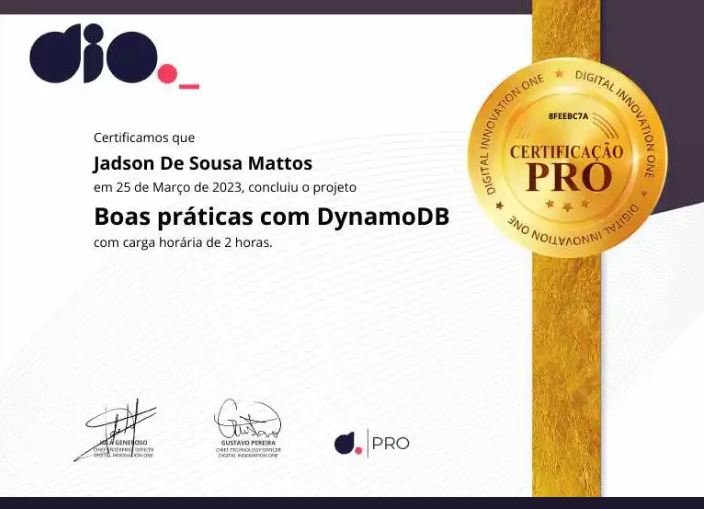 dio._
Certificamos que
Jadson De Sousa Mattos
em 25 de Março de 2023, concluiu o projeto
Boas práticas com DynamoDB
com carga horária de 2 horas.
DIGITAL INNOVATION ONE ★ DIGITAL INNOVATION ONE ★ DIGITAL INNOVATION ONE ★
8FEEBC7A
CERTIFICAÇÃO
PRO
IGLÁ GENEROSO
CHIEF ENTERPRISE OFFICER
DIGITAL INNOVATION ONE
GUSTAVO PEREIRA
CHIEF TECHNOLOGY OFFICER
DIGITAL INNOVATION ONE
d. PRO